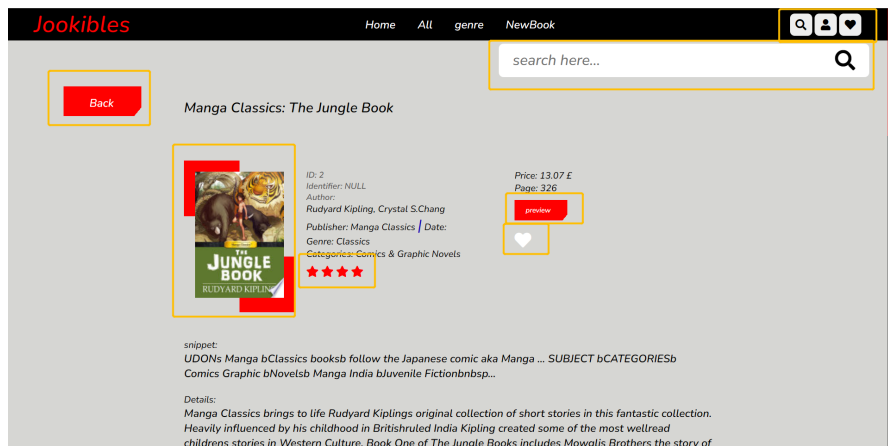 Jookibles
Home All genre NewBook
search here...
Back
Manga Classics: The Jungle Book
ID: 2
Identifier: NULL
Author:
Rudyard Kipling, Crystal S.Chang
Publisher: Manga Classics | Date:
Genre: Classics
Categories: Comics & Graphic Novels
Price: 13.07 £
Page: 326
preview
THE
JUNGLE
BOOK
RUDYARD KIPLING
snippet:
UDONs Manga bClassics booksb follow the Japanese comic aka Manga ... SUBJECT bCATEGORIESb
Comics Graphic bNovelsb Manga India bJuvenile Fictionbnbsp...
Details:
Manga Classics brings to life Rudyard Kiplings original collection of short stories in this fantastic collection.
Heavily influenced by his childhood in Britishruled India Kipling created some of the most wellread
childrens stories in Western Culture. Book One of The Jungle Books includes Mowglis Brothers the story of